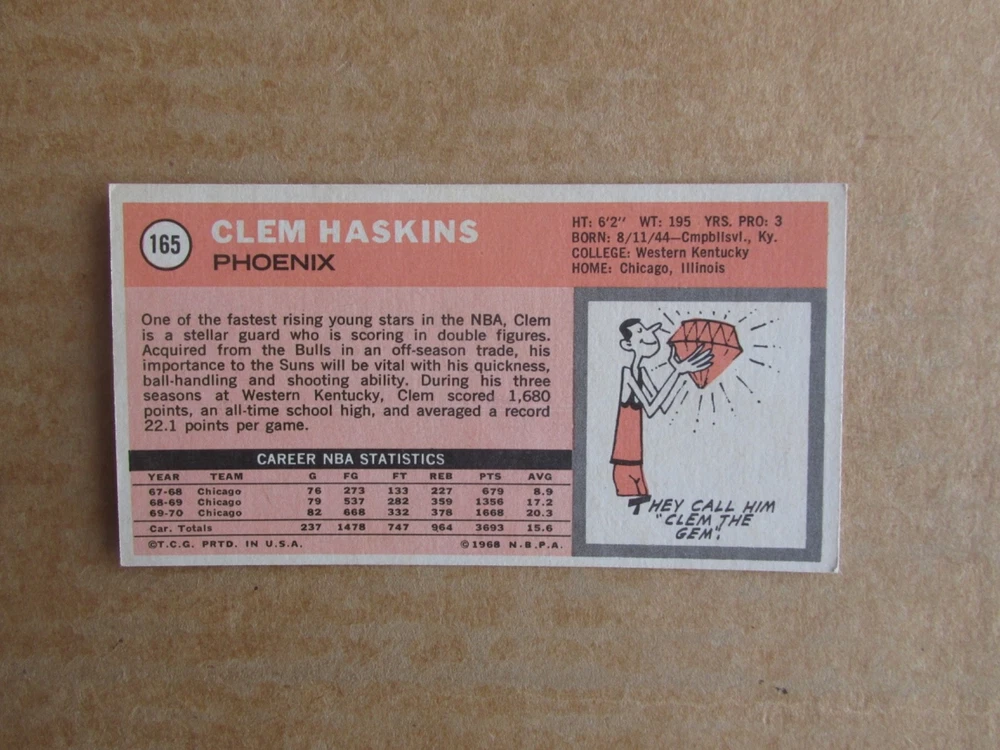 165
CLEM HASKINS
PHOENIX
HT: 6'2" WT: 195 YRS. PRO: 3
BORN: 8/11/44—Cmpbllsvl., Ky.
COLLEGE: Western Kentucky
HOME: Chicago, Illinois
One of the fastest rising young stars in the NBA, Clem
is a stellar guard who is scoring in double figures.
Acquired from the Bulls in an off-season trade, his
importance to the Suns will be vital with his quickness,
ball-handling and shooting ability. During his three
seasons at Western Kentucky, Clem scored 1,680
points, an all-time school high, and averaged a record
22.1 points per game.
CAREER NBA STATISTICS
YEAR TEAM G FG FT REB PTS AVG
67-68 Chicago 76 273 133 227 679 8.9
68-69 Chicago 79 537 282 359 1356 17.2
69-70 Chicago 82 668 332 378 1668 20.3
Car. Totals 237 1478 747 964 3693 15.6
©T.C.G. PRTD. IN U.S.A. ©1968 N.B.P.A.
THEY CALL HIM
"CLEM THE
GEM".